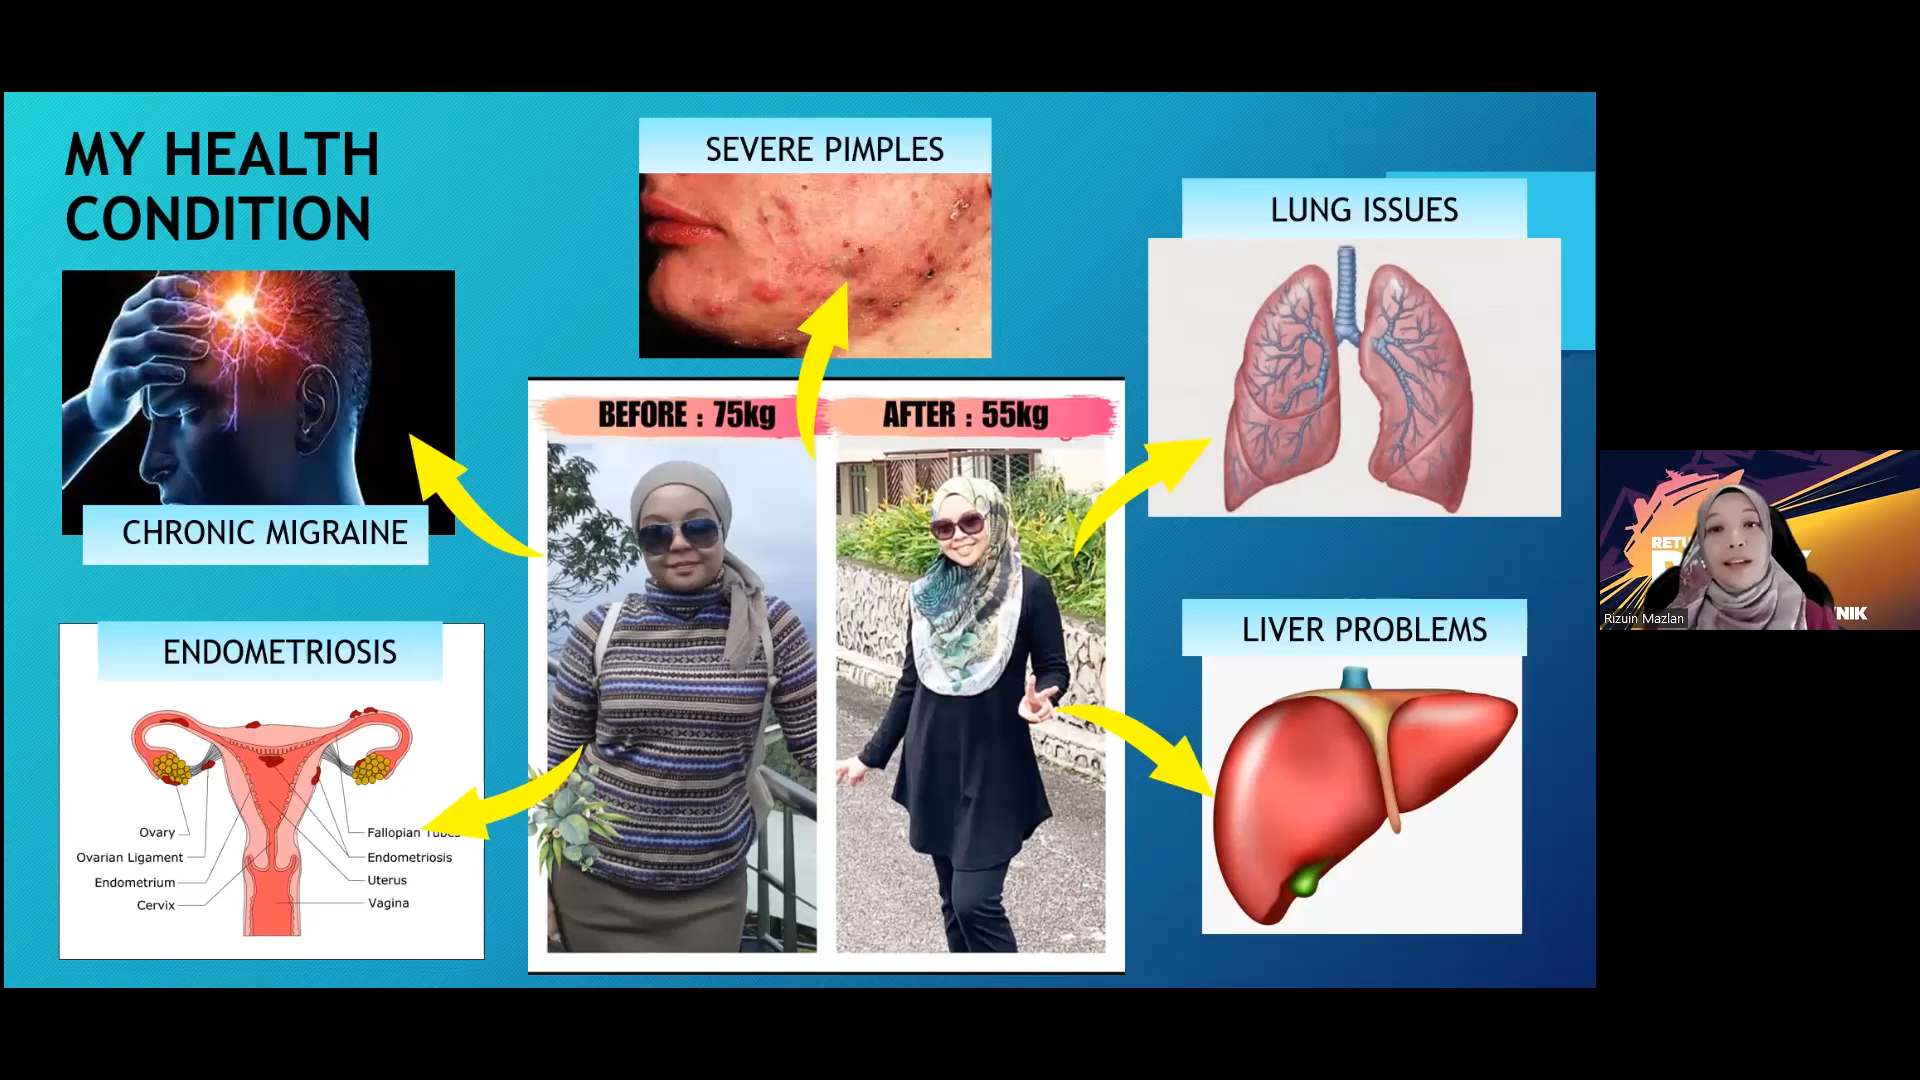 MY HEALTH
CONDITION
SEVERE PIMPLES
LUNG ISSUES
CHRONIC MIGRAINE
BEFORE : 75kg
AFTER : 55kg
ENDOMETRIOSIS
Ovary
Ovarian Ligament
Endometrium
Cervix
Fallopian Tubes
Endometriosis
Uterus
Vagina
LIVER PROBLEMS
Rizuin Mazlan